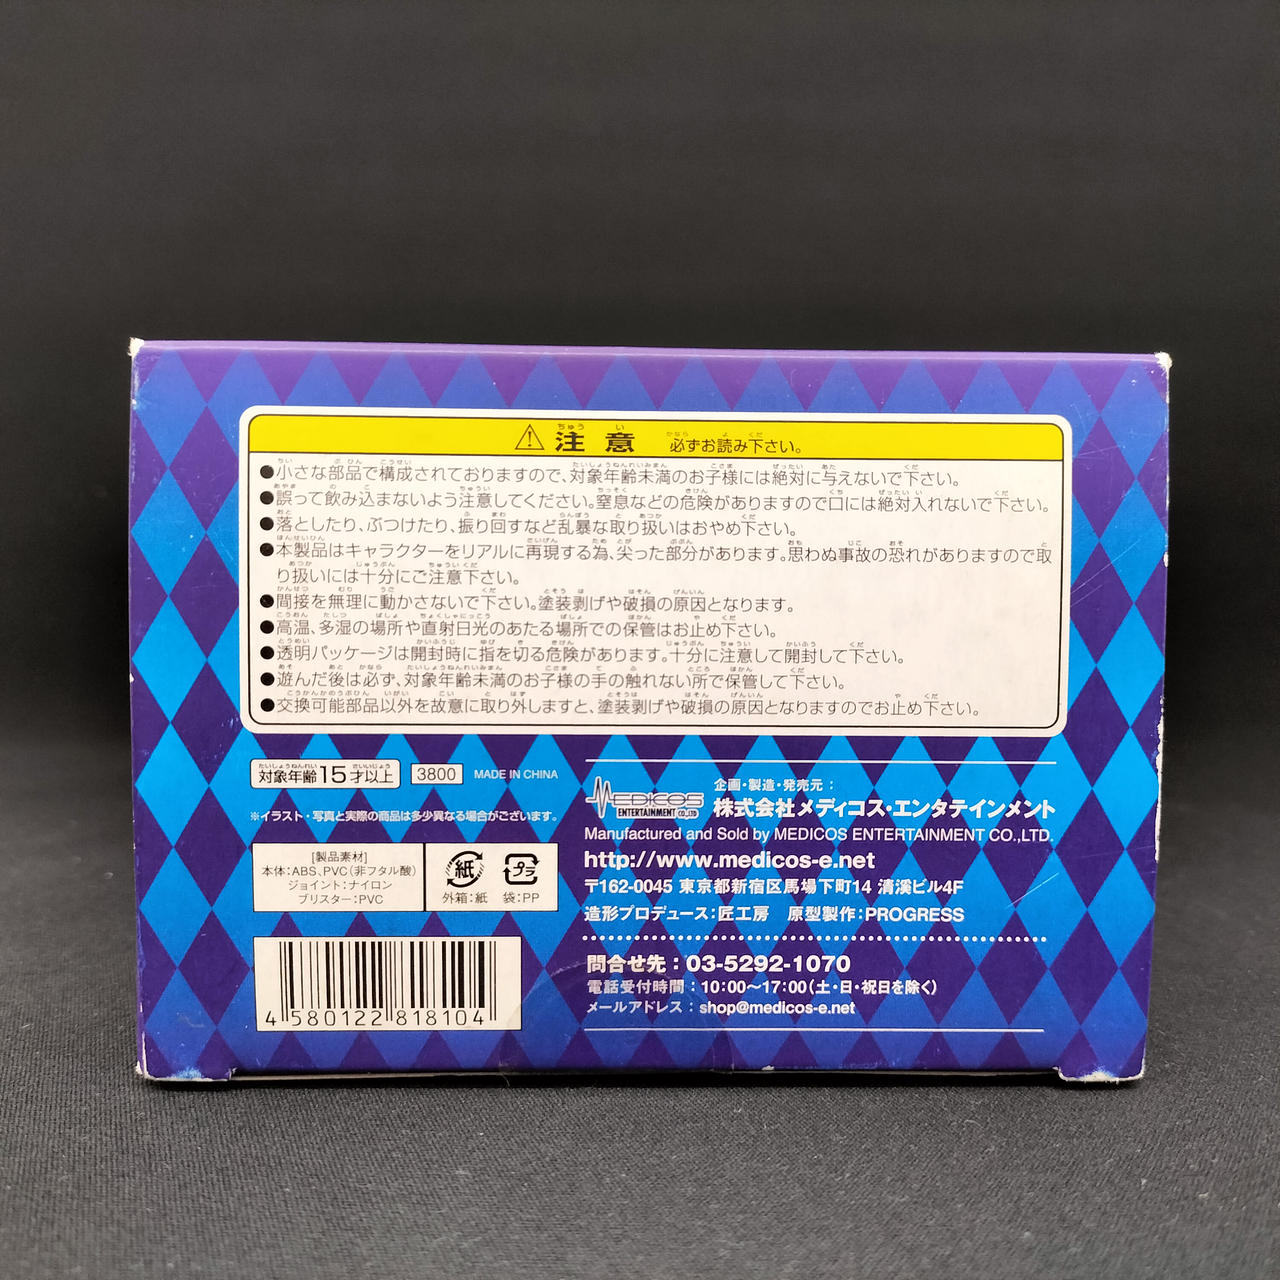 ⚠注意 必ずお読み下さい。
●小さな部品で構成されておりますので、対象年齢未満のお子様には絶対に与えないで下さい。
●誤って飲み込まないよう注意してください。窒息などの危険がありますので口には絶対入れないで下さい。
●落としたり、ぶつけたり、振り回すなど乱暴な取り扱いはおやめ下さい。
●本製品はキャラクターをリアルに再現する為、尖った部分があります。思わぬ事故の恐れがありますので取
り扱いには十分にご注意下さい。
●間接を無理に動かさないで下さい。塗装剥げや破損の原因となります。
●高温、多湿の場所や直射日光のあたる場所での保管はお止め下さい。
●透明パッケージは開封時に指を切る危険があります。十分に注意して開封して下さい。
●遊んだ後は必ず、対象年齢未満のお子様の手の触れない所で保管して下さい。
●交換可能部品以外を故意に取り外しますと、塗装剥げや破損の原因となりますのでお止め下さい。
対象年齢15才以上 3800 MADE IN CHINA
※イラスト・写真と実際の商品は多少異なる場合がございます。
[製品素材]
本体:ABS、PVC(非フタル酸)
ジョイント:ナイロン
ブリスター:PVC
紙 プラ
外箱:紙 袋:PP
4 580122 818104
MEDICOS
ENTERTAINMENT CO.,LTD
企画・製造・発売元:
株式会社メディコス・エンタテインメント
Manufactured and Sold by MEDICOS ENTERTAINMENT CO.,LTD.
http://www.medicos-e.net
〒162-0045 東京都新宿区馬場下町14 清溪ビル4F
造形プロデュース:匠工房 原型製作:PROGRESS
問合せ先:03-5292-1070
電話受付時間:10:00〜17:00(土・日・祝日を除く)
メールアドレス:shop@medicos-e.net